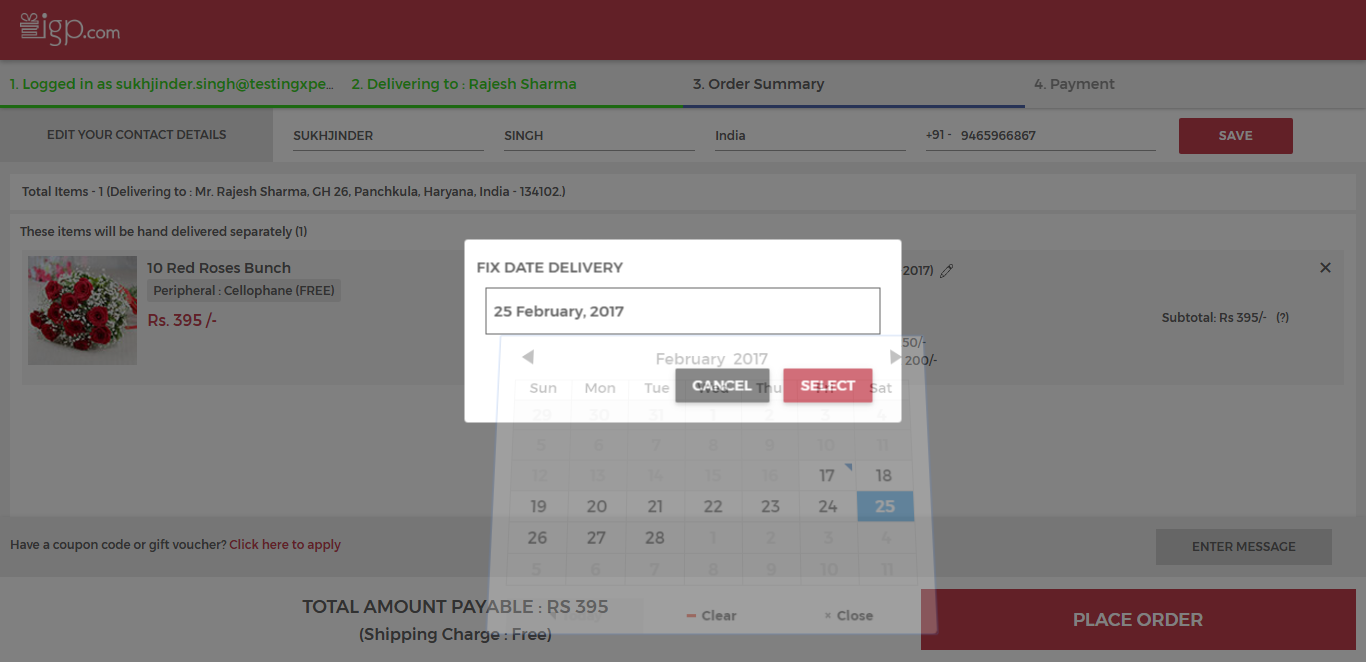 igp.com
1. Logged in as sukhjinder.singh@testingxpe... 2. Delivering to : Rajesh Sharma 3. Order Summary 4. Payment
EDIT YOUR CONTACT DETAILS SUKHJINDER SINGH India +91 - 9465966867 SAVE
Total Items - 1 (Delivering to : Mr. Rajesh Sharma, GH 26, Panchkula, Haryana, India - 134102.)
These items will be hand delivered separately (1)
10 Red Roses Bunch
Peripheral : Cellophane (FREE)
Rs. 395 /-
2017)
Subtotal: Rs 395/- (?)
50/-
200/-
FIX DATE DELIVERY
25 February, 2017
February 2017
CANCEL SELECT
Sun Mon Tue Wed Thu Fri Sat
29 30 31 1 2 3 4
5 6 7 8 9 10 11
12 13 14 15 16 17 18
19 20 21 22 23 24 25
26 27 28 1 2 3 4
5 6 7 8 9 10 11
Today Clear × Close
Have a coupon code or gift voucher? Click here to apply
ENTER MESSAGE
TOTAL AMOUNT PAYABLE : RS 395
(Shipping Charge : Free)
PLACE ORDER